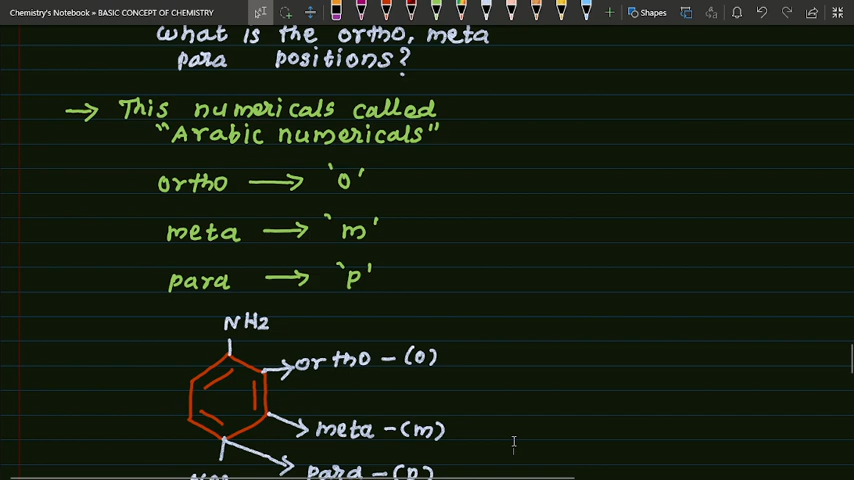 Chemistry's Notebook » BASIC CONCEPT OF CHEMISTRY
Shapes
What is the ortho, meta
para positions?
→ This numericals called
"Arabic numericals"
ortho → 'o'
meta → 'm'
para → 'p'
NH2
ortho - (o)
meta - (m)
para - (p)